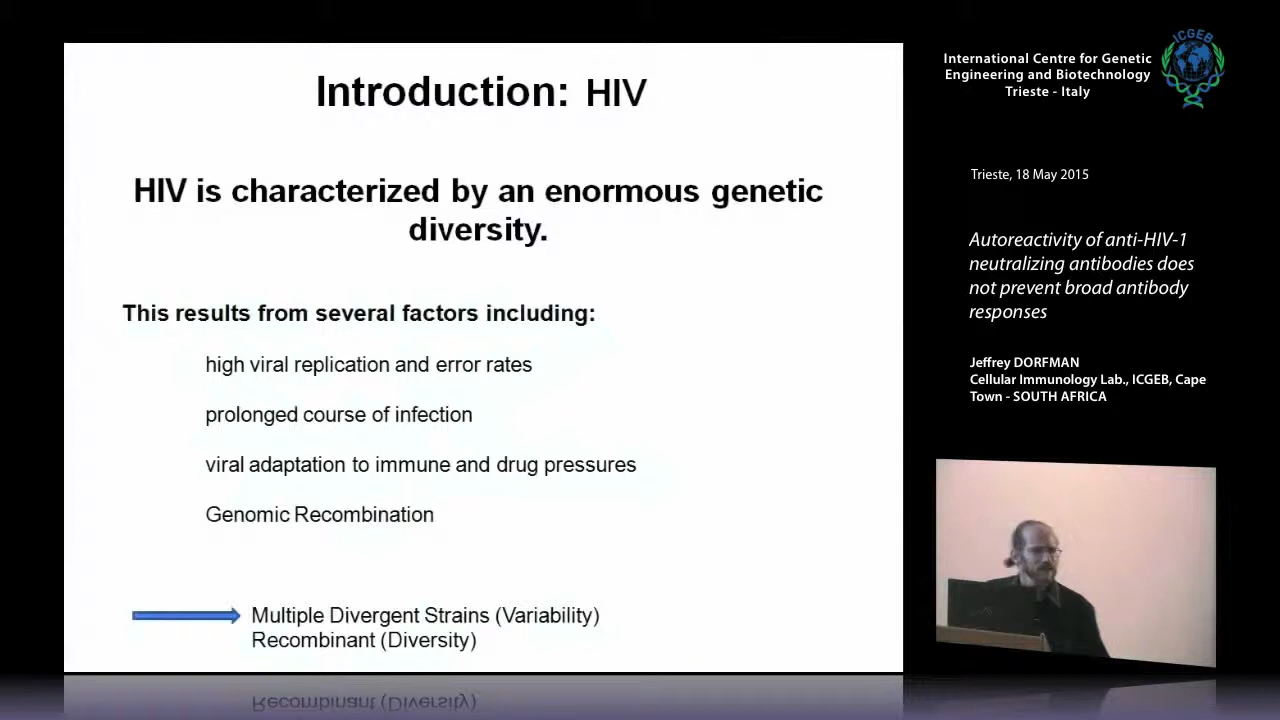 Introduction: HIV
HIV is characterized by an enormous genetic
diversity.
This results from several factors including:
high viral replication and error rates
prolonged course of infection
viral adaptation to immune and drug pressures
Genomic Recombination
Multiple Divergent Strains (Variability)
Recombinant (Diversity)
International Centre for Genetic
Engineering and Biotechnology
Trieste - Italy
ICGEB
Trieste, 18 May 2015
Autoreactivity of anti-HIV-1
neutralizing antibodies does
not prevent broad antibody
responses
Jeffrey DORFMAN
Cellular Immunology Lab., ICGEB, Cape
Town - SOUTH AFRICA